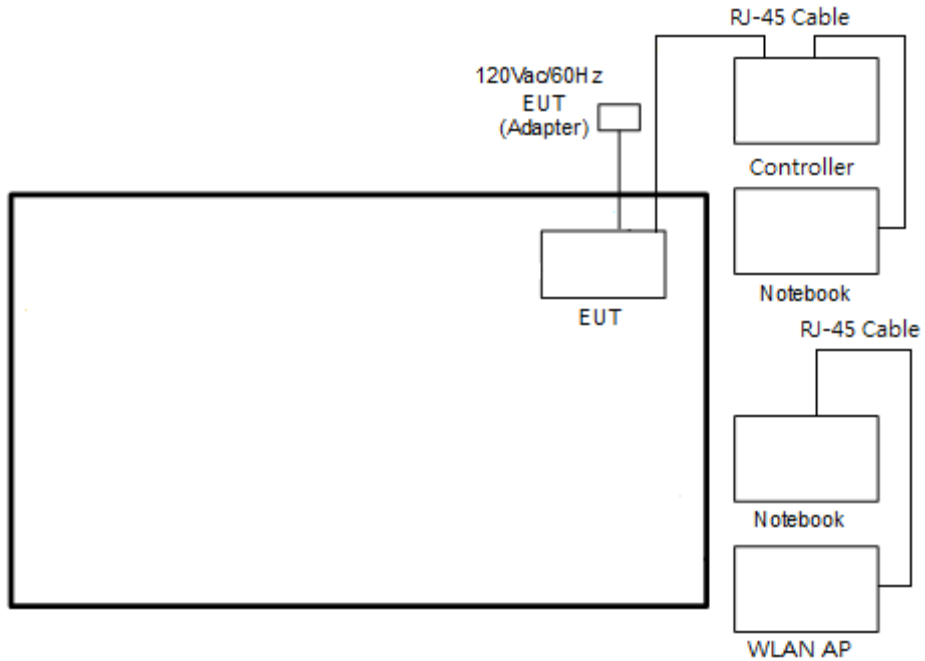 RJ-45 Cable
120Vac/60Hz
EUT
(Adapter)
Controller
Notebook
EUT
RJ-45 Cable
Notebook
WLAN AP